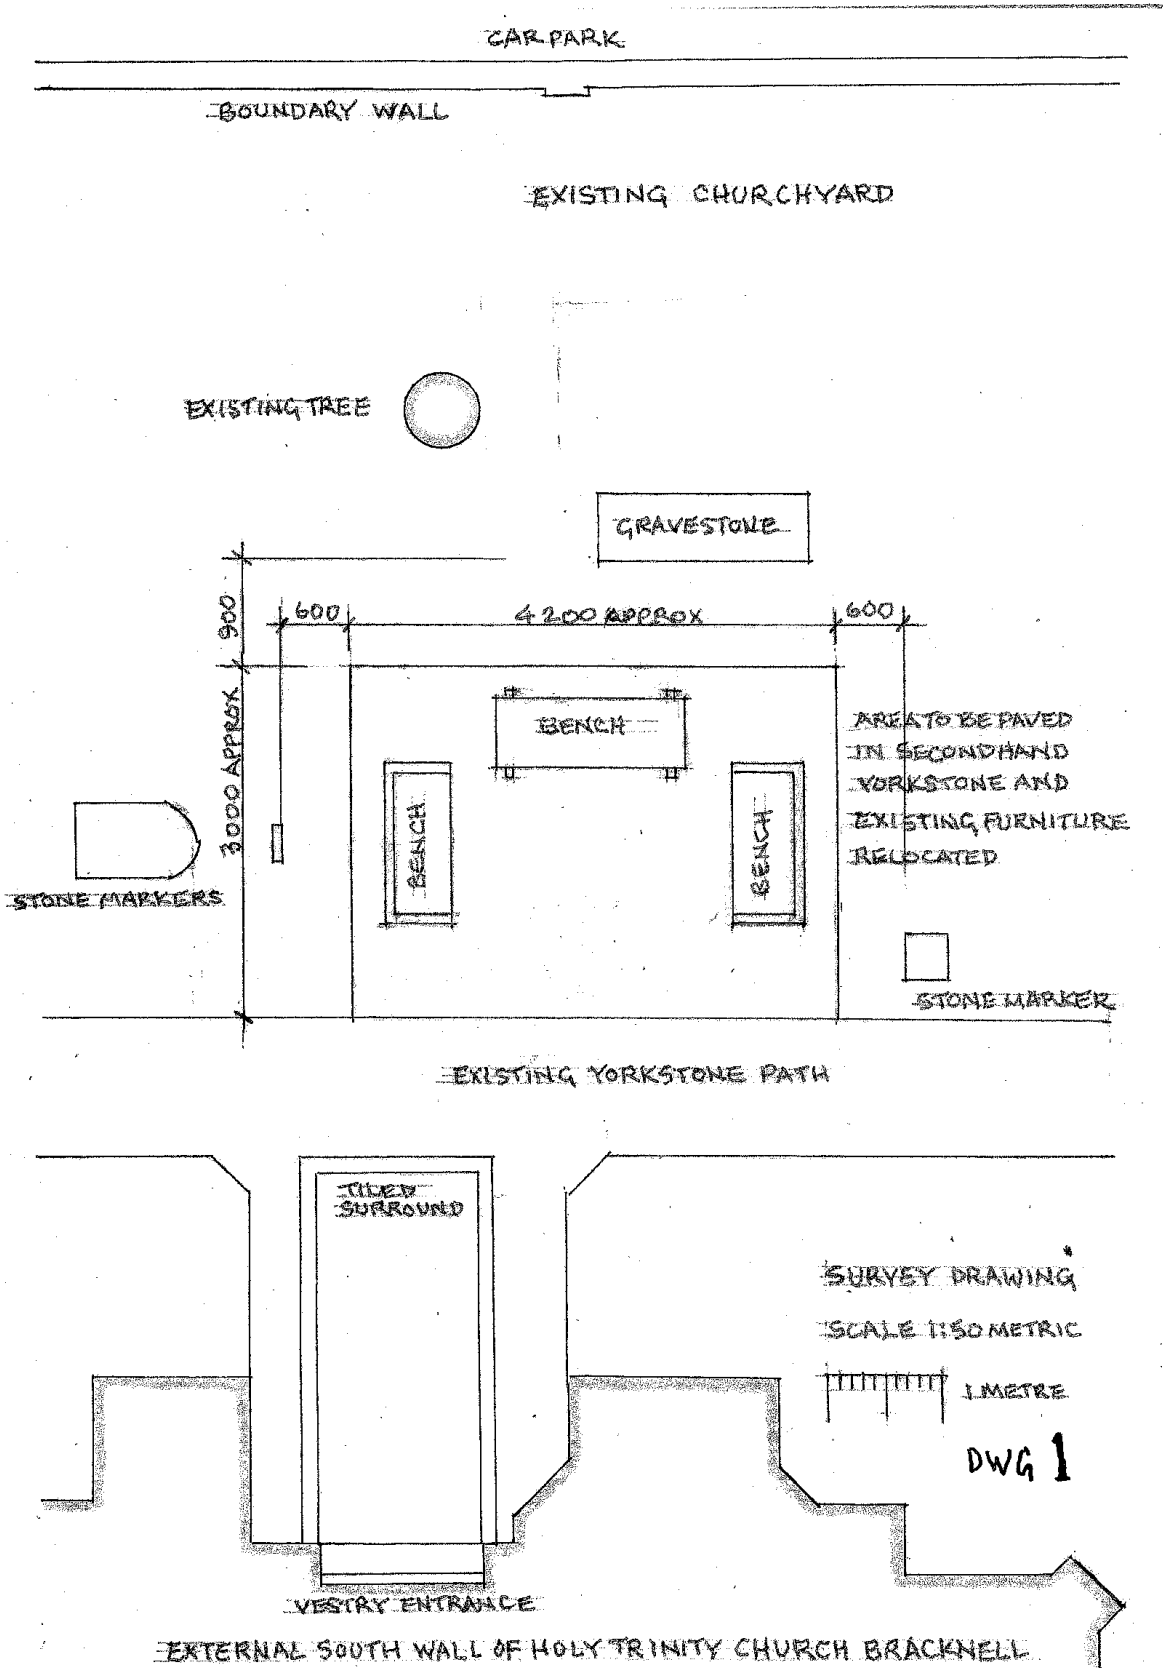 CAR PARK
BOUNDARY WALL
EXISTING CHURCHYARD
EXISTING TREE
GRAVESTONE
900
600
4200 APPROX
600
3000 APPROX
BENCH
BENCH
BENCH
AREA TO BE PAVED
IN SECONDHAND
YORKSTONE AND
EXISTING FURNITURE
RELOCATED
STONE MARKERS
STONE MARKER
EXISTING YORKSTONE PATH
TILED
SURROUND
SURVEY DRAWING
SCALE 1:50 METRIC
1 METRE
DWG 1
VESTRY ENTRANCE
EXTERNAL SOUTH WALL OF HOLY TRINITY CHURCH BRACKNELL